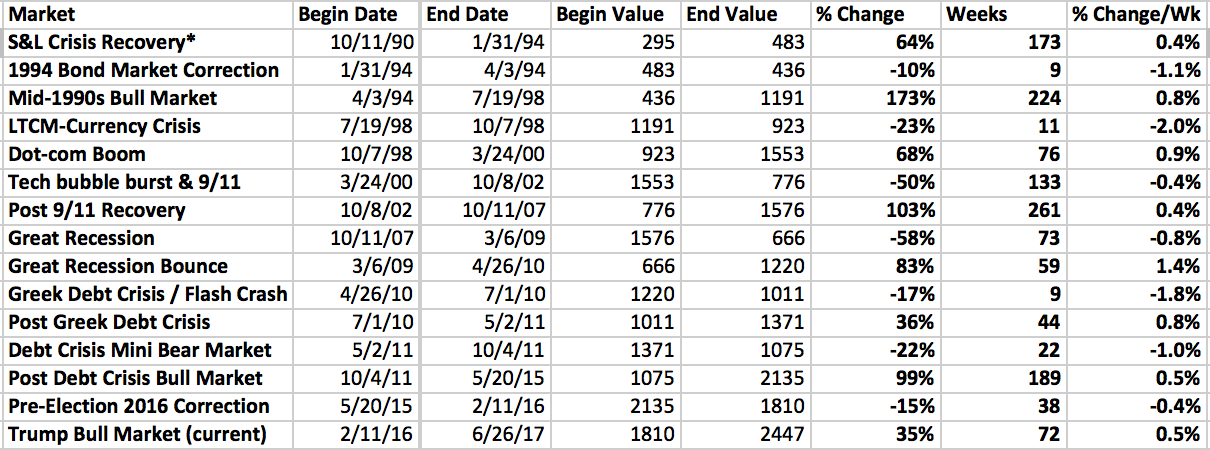 Market Begin Date End Date Begin Value End Value % Change Weeks % Change/Wk
S&L Crisis Recovery* 10/11/90 1/31/94 295 483 64% 173 0.4%
1994 Bond Market Correction 1/31/94 4/3/94 483 436 -10% 9 -1.1%
Mid-1990s Bull Market 4/3/94 7/19/98 436 1191 173% 224 0.8%
LTCM-Currency Crisis 7/19/98 10/7/98 1191 923 -23% 11 -2.0%
Dot-com Boom 10/7/98 3/24/00 923 1553 68% 76 0.9%
Tech bubble burst & 9/11 3/24/00 10/8/02 1553 776 -50% 133 -0.4%
Post 9/11 Recovery 10/8/02 10/11/07 776 1576 103% 261 0.4%
Great Recession 10/11/07 3/6/09 1576 666 -58% 73 -0.8%
Great Recession Bounce 3/6/09 4/26/10 666 1220 83% 59 1.4%
Greek Debt Crisis / Flash Crash 4/26/10 7/1/10 1220 1011 -17% 9 -1.8%
Post Greek Debt Crisis 7/1/10 5/2/11 1011 1371 36% 44 0.8%
Debt Crisis Mini Bear Market 5/2/11 10/4/11 1371 1075 -22% 22 -1.0%
Post Debt Crisis Bull Market 10/4/11 5/20/15 1075 2135 99% 189 0.5%
Pre-Election 2016 Correction 5/20/15 2/11/16 2135 1810 -15% 38 -0.4%
Trump Bull Market (current) 2/11/16 6/26/17 1810 2447 35% 72 0.5%